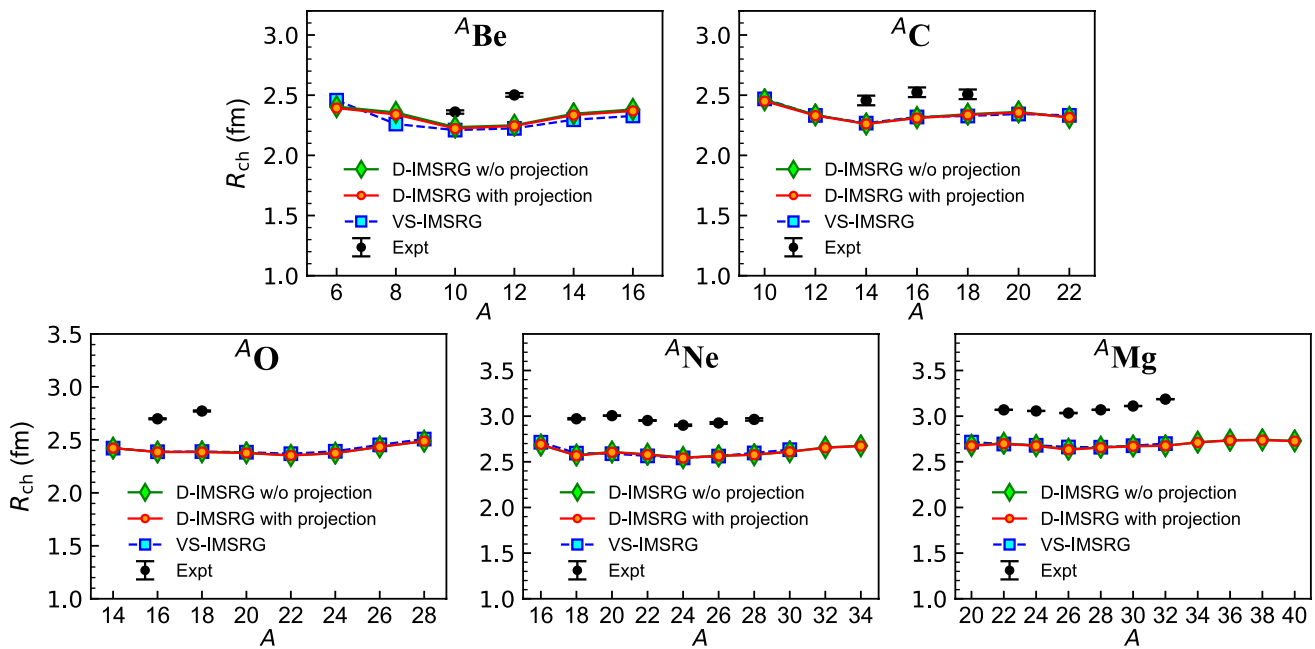 ᴬBe
3.0
2.5
2.0
1.5
1.0
R_ch (fm)
D-IMSRG w/o projection
D-IMSRG with projection
VS-IMSRG
Expt
6 8 10 12 14 16
A
ᴬC
3.0
2.5
2.0
1.5
1.0
D-IMSRG w/o projection
D-IMSRG with projection
VS-IMSRG
Expt
10 12 14 16 18 20 22
A
ᴬO
3.5
3.0
2.5
2.0
1.5
1.0
R_ch (fm)
D-IMSRG w/o projection
D-IMSRG with projection
VS-IMSRG
Expt
14 16 18 20 22 24 26 28
A
ᴬNe
3.5
3.0
2.5
2.0
1.5
1.0
D-IMSRG w/o projection
D-IMSRG with projection
VS-IMSRG
Expt
16 18 20 22 24 26 28 30 32 34
A
ᴬMg
3.5
3.0
2.5
2.0
1.5
1.0
D-IMSRG w/o projection
D-IMSRG with projection
VS-IMSRG
Expt
20 22 24 26 28 30 32 34 36 38 40
A